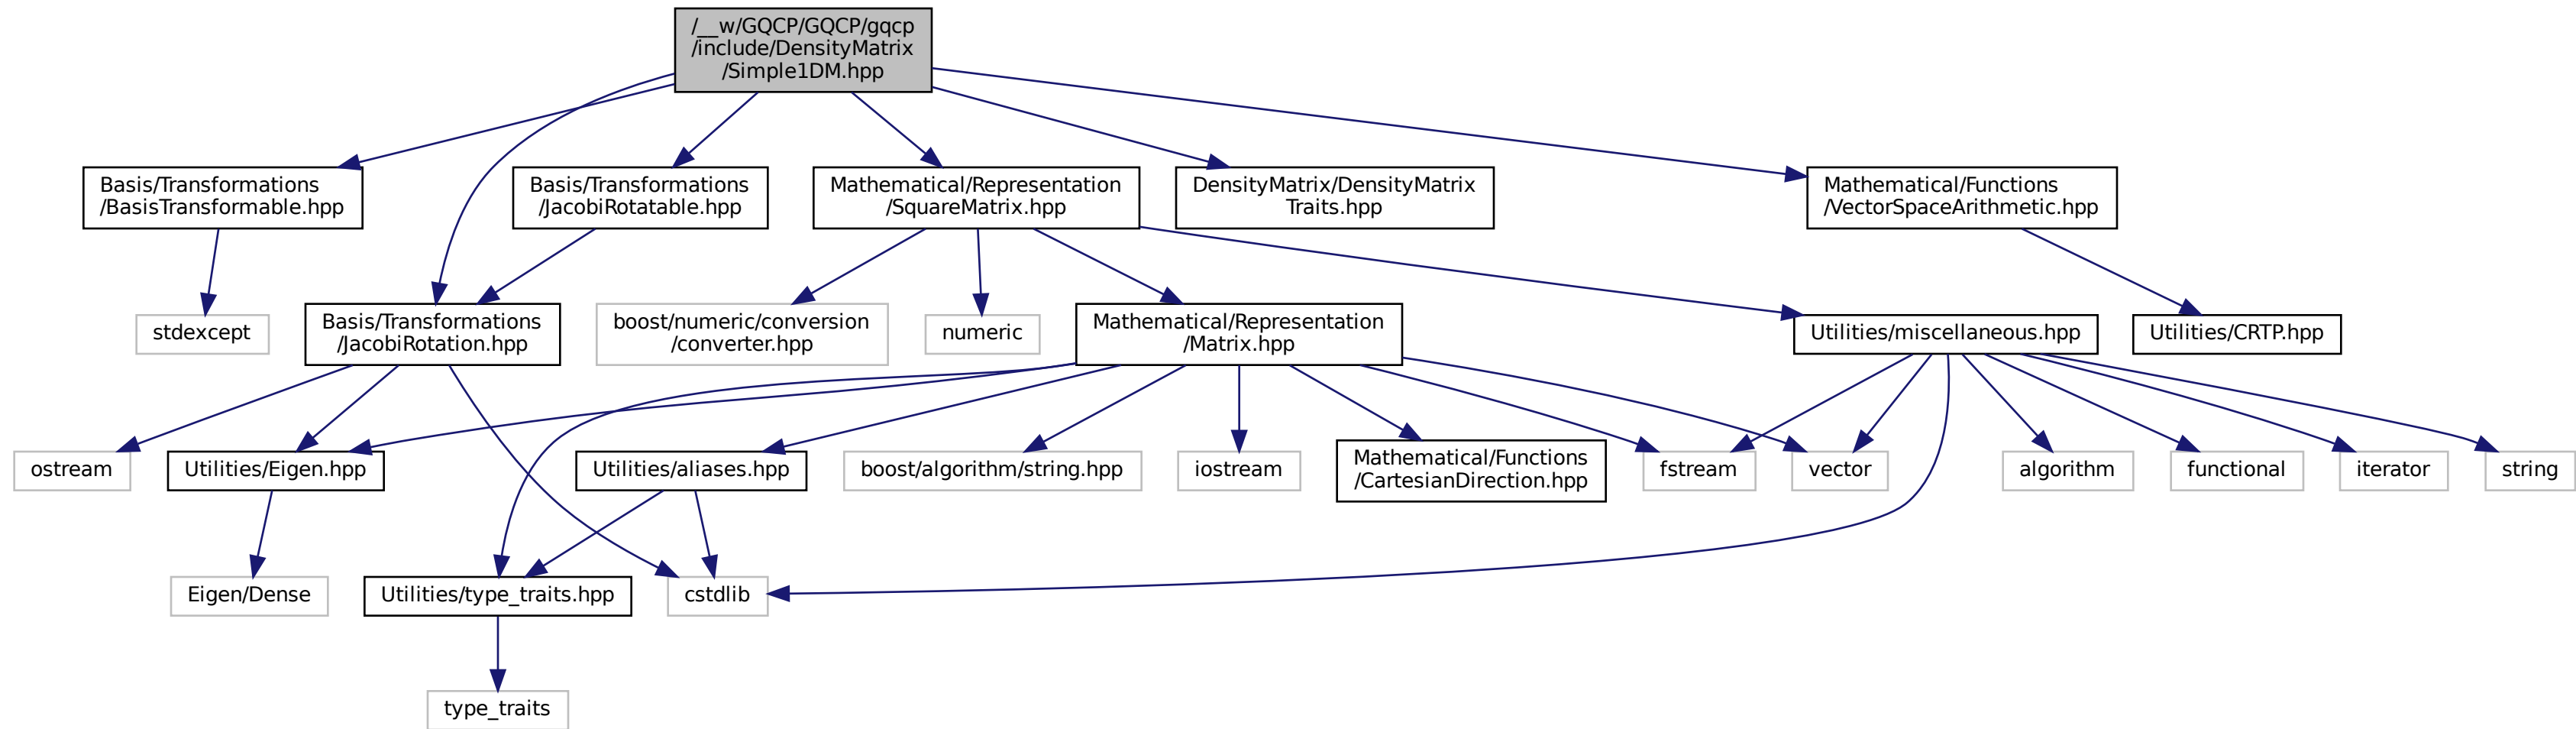 /__w/GQCP/GQCP/gqcp
/include/DensityMatrix
/Simple1DM.hpp
Basis/Transformations
/BasisTransformable.hpp
Basis/Transformations
/JacobiRotatable.hpp
Mathematical/Representation
/SquareMatrix.hpp
DensityMatrix/DensityMatrix
Traits.hpp
Mathematical/Functions
/VectorSpaceArithmetic.hpp
stdexcept
Basis/Transformations
/JacobiRotation.hpp
boost/numeric/conversion
/converter.hpp
numeric
Mathematical/Representation
/Matrix.hpp
Utilities/miscellaneous.hpp
Utilities/CRTP.hpp
ostream
Utilities/Eigen.hpp
Utilities/aliases.hpp
boost/algorithm/string.hpp
iostream
Mathematical/Functions
/CartesianDirection.hpp
fstream
vector
algorithm
functional
iterator
string
Eigen/Dense
Utilities/type_traits.hpp
cstdlib
type_traits